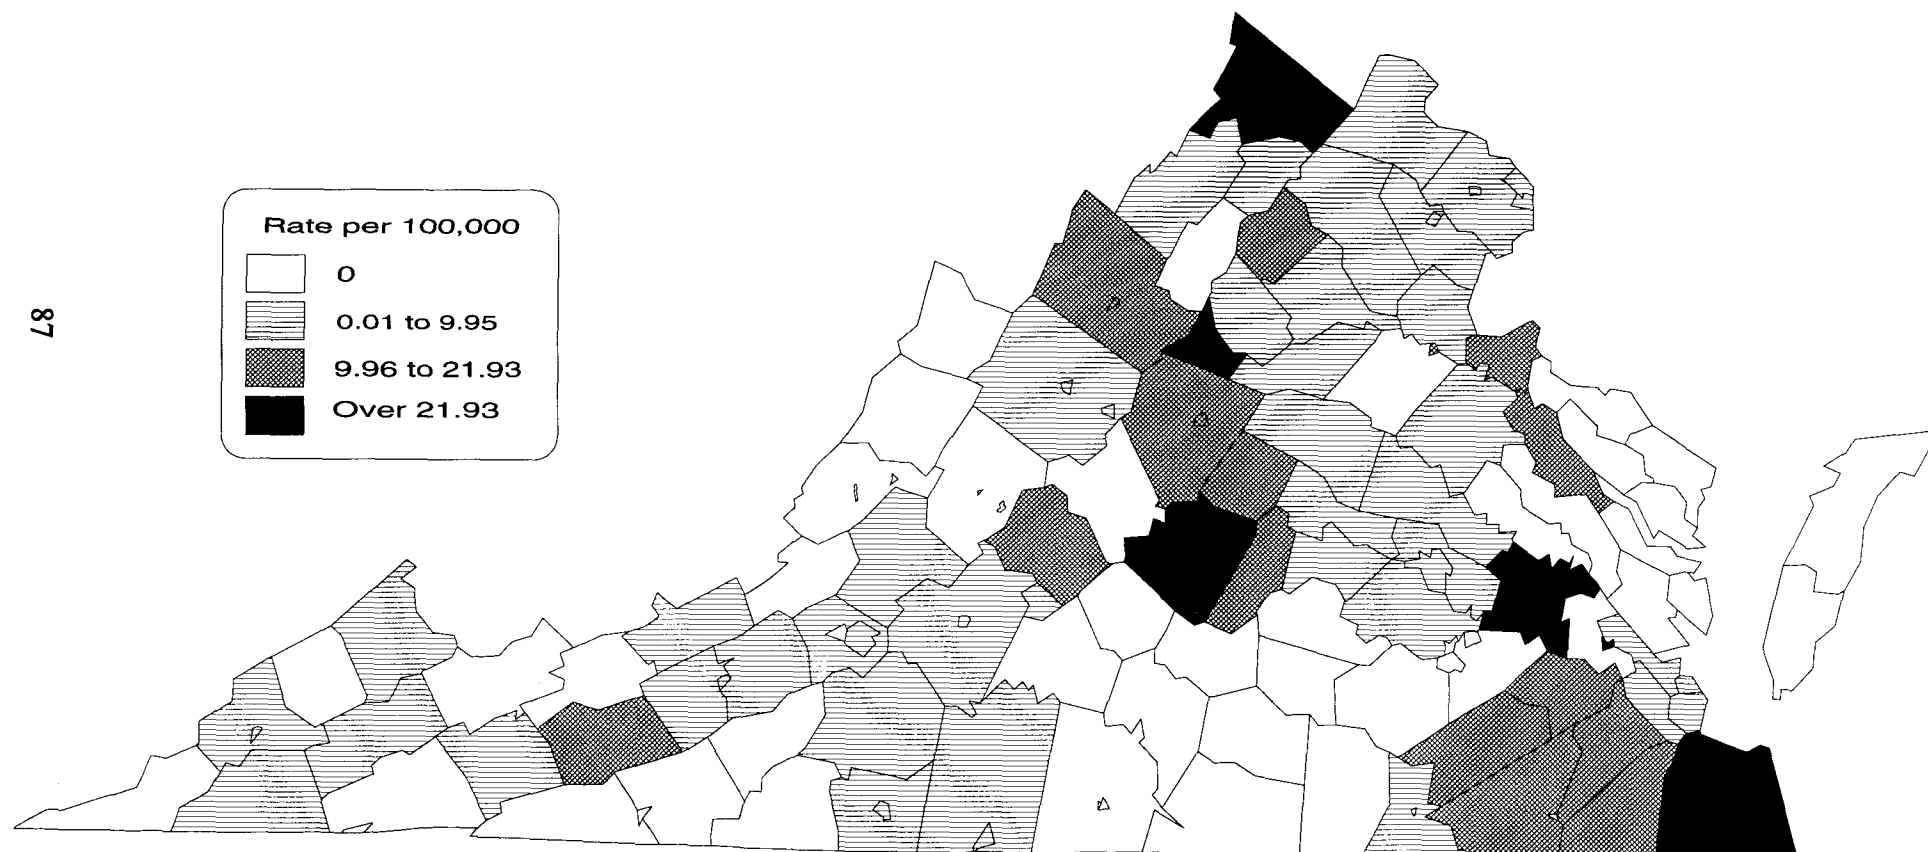 Rate per 100,000
0
0.01 to 9.95
9.96 to 21.93
Over 21.93
87